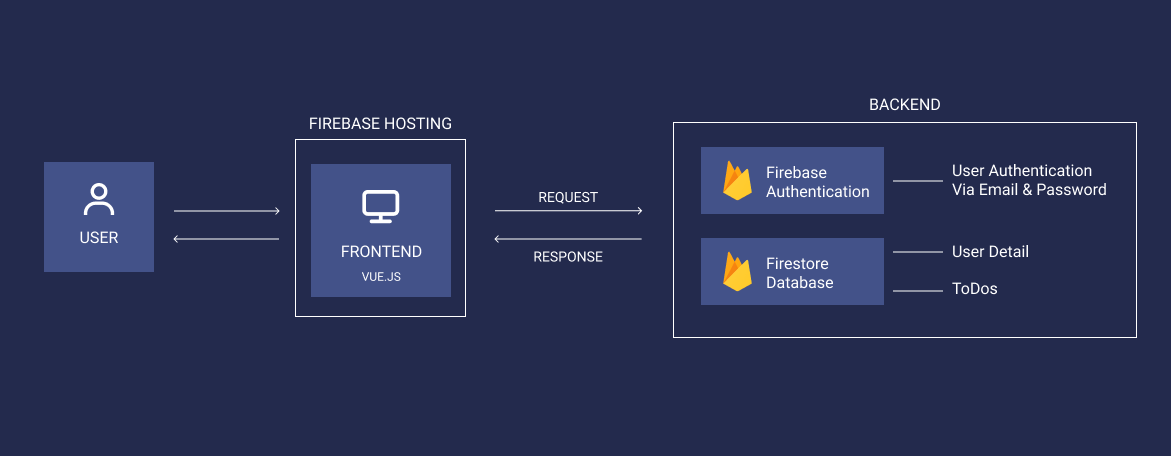 USER
FIREBASE HOSTING
FRONTEND
VUE.JS
REQUEST
RESPONSE
BACKEND
Firebase
Authentication
User Authentication
Via Email & Password
Firestore
Database
User Detail
ToDos